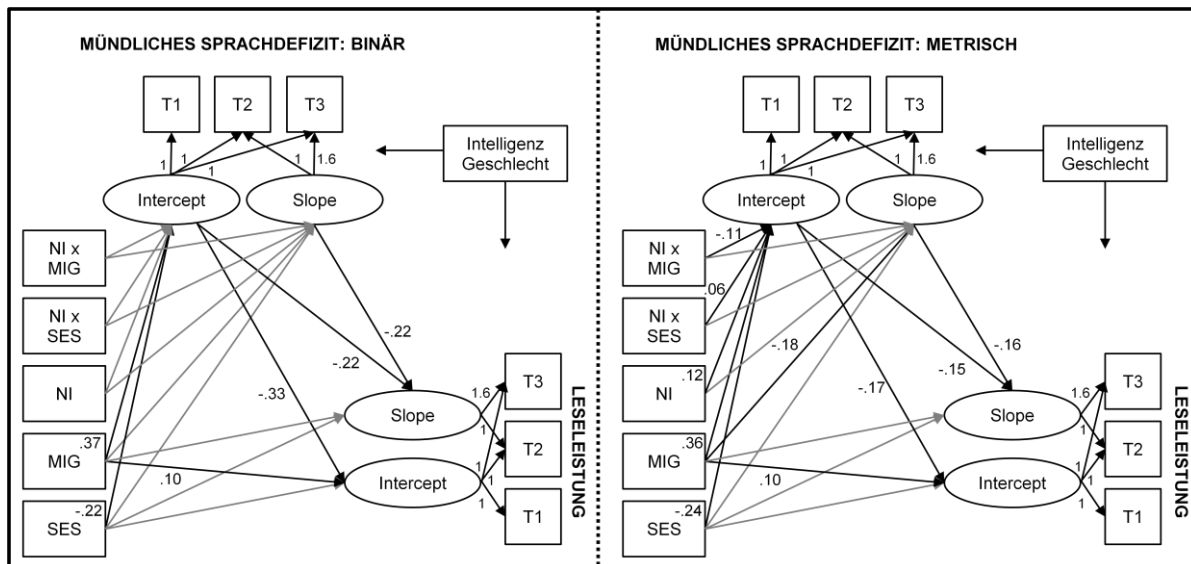 MÜNDLICHES SPRACHDEFIZIT: BINÄR
T1
T2
T3
Intelligenz
Geschlecht
1
1
1
1
1.6
Intercept
Slope
NI x
MIG
NI x
SES
NI
MIG
SES
.37
-.22
-.22
-.22
-.33
.10
Slope
Intercept
1.6
1
1
1
1
T3
T2
T1
LESELEISTUNG
MÜNDLICHES SPRACHDEFIZIT: METRISCH
T1
T2
T3
Intelligenz
Geschlecht
1
1
1
1
1.6
Intercept
Slope
NI x
MIG
NI x
SES
NI
MIG
SES
-.11
.06
.12
.36
-.24
-.18
-.17
-.16
-.15
.10
Slope
Intercept
1.6
1
1
1
1
T3
T2
T1
LESELEISTUNG